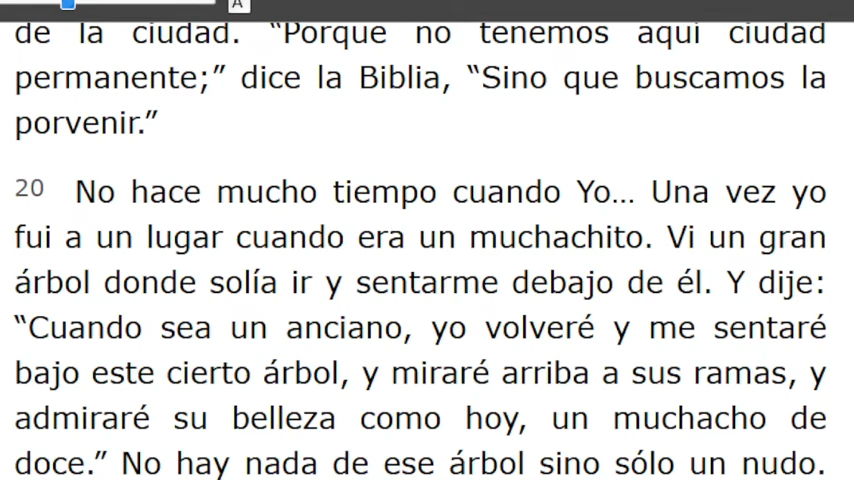 A
de la ciudad. “Porque no tenemos aquí ciudad
permanente;” dice la Biblia, “Sino que buscamos la
porvenir.”
20 No hace mucho tiempo cuando Yo... Una vez yo
fui a un lugar cuando era un muchachito. Vi un gran
árbol donde solía ir y sentarme debajo de él. Y dije:
“Cuando sea un anciano, yo volveré y me sentaré
bajo este cierto árbol, y miraré arriba a sus ramas, y
admiraré su belleza como hoy, un muchacho de
doce.” No hay nada de ese árbol sino sólo un nudo.